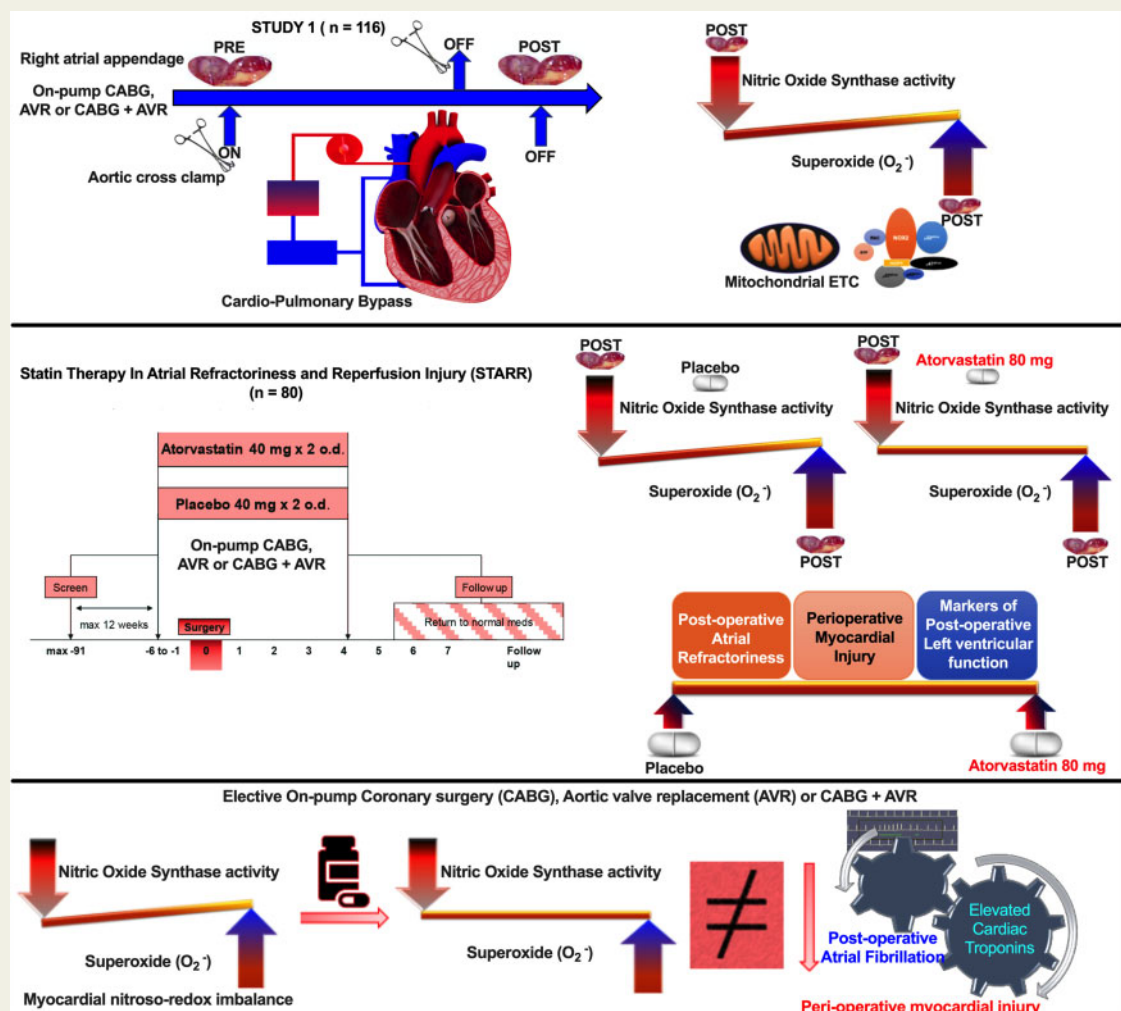 STUDY 1 ( n = 116)
Right atrial appendage
PRE
OFF
POST
On-pump CABG,
AVR or CABG + AVR
ON
OFF
Aortic cross clamp
Cardio-Pulmonary Bypass
POST
Nitric Oxide Synthase activity
Superoxide (O₂⁻)
POST
NOX2
Mitochondrial ETC
Statin Therapy In Atrial Refractoriness and Reperfusion Injury (STARR)
(n = 80)
Atorvastatin 40 mg x 2 o.d.
Placebo 40 mg x 2 o.d.
On-pump CABG,
AVR or CABG + AVR
Screen
Follow up
max 12 weeks
Surgery
Return to normal meds
max -91 -6 to -1 0 1 2 3 4 5 6 7 Follow
up
POST
Placebo
Nitric Oxide Synthase activity
Superoxide (O₂⁻)
POST
POST
Atorvastatin 80 mg
Nitric Oxide Synthase activity
Superoxide (O₂⁻)
POST
Post-operative
Atrial
Refractoriness
Perioperative
Myocardial
Injury
Markers of
Post-operative
Left ventricular
function
Placebo
Atorvastatin 80 mg
Elective On-pump Coronary surgery (CABG), Aortic valve replacement (AVR) or CABG + AVR
Nitric Oxide Synthase activity
Superoxide (O₂⁻)
Myocardial nitroso-redox imbalance
Nitric Oxide Synthase activity
Superoxide (O₂⁻)
≠
Post-operative
Atrial Fibrillation
Elevated
Cardiac
Troponins
Peri-operative myocardial injury